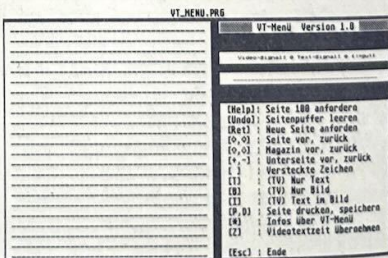 VT_MENU.PRG
VT-Menü Version 1.0
[Help]: Seite 100 anfordern
[Undo]: Seitenpuffer leeren
[Ret] : Neue Seite anforden
[⇧,⇩] : Seite vor, zurück
[⇦,⇨] : Magazin vor, zurück
[+,-] : Unterseite vor, zurück
[ ] : Versteckte Zeichen
[T] : (TV) Nur Text
[B] : (TV) Nur Bild
[I] : (TV) Text im Bild
[P,D] : Seite drucken, speichern
[*] : Infos über VT-Menü
[Z] : Videotextzeit übernehmen
[Esc] : Ende